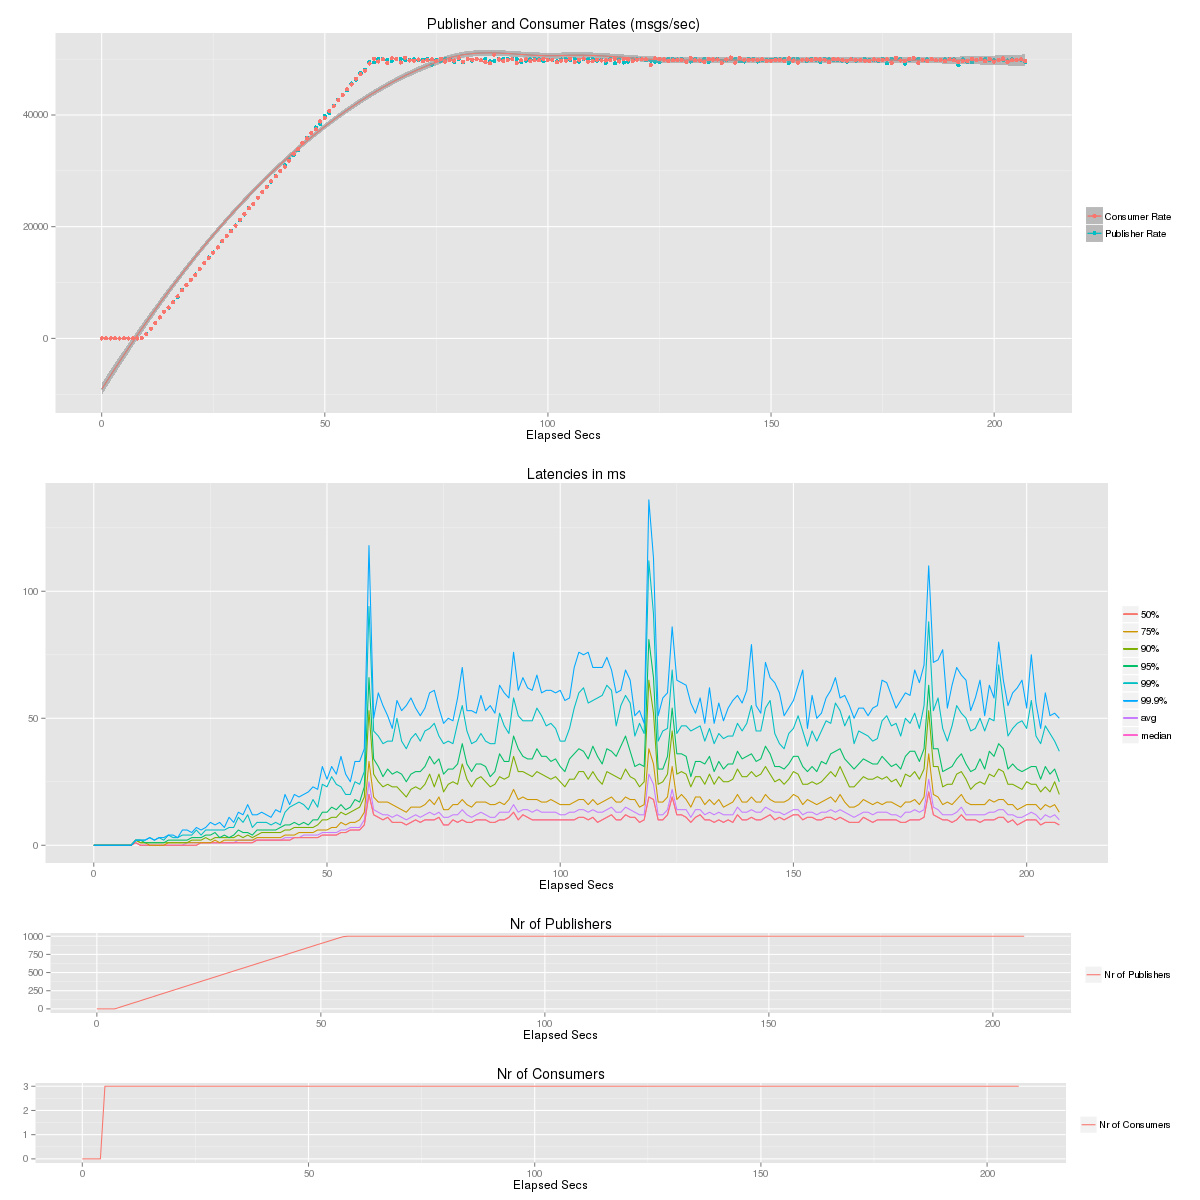 Publisher and Consumer Rates (msgs/sec)
40000
20000
0
0 50 100 150 200
Elapsed Secs
Consumer Rate
Publisher Rate
Latencies in ms
100
50
0
0 50 100 150 200
Elapsed Secs
50%
75%
90%
95%
99%
99.9%
avg
median
Nr of Publishers
1000
750
500
250
0
0 50 100 150 200
Elapsed Secs
Nr of Publishers
Nr of Consumers
3
2
1
0
0 50 100 150 200
Elapsed Secs
Nr of Consumers